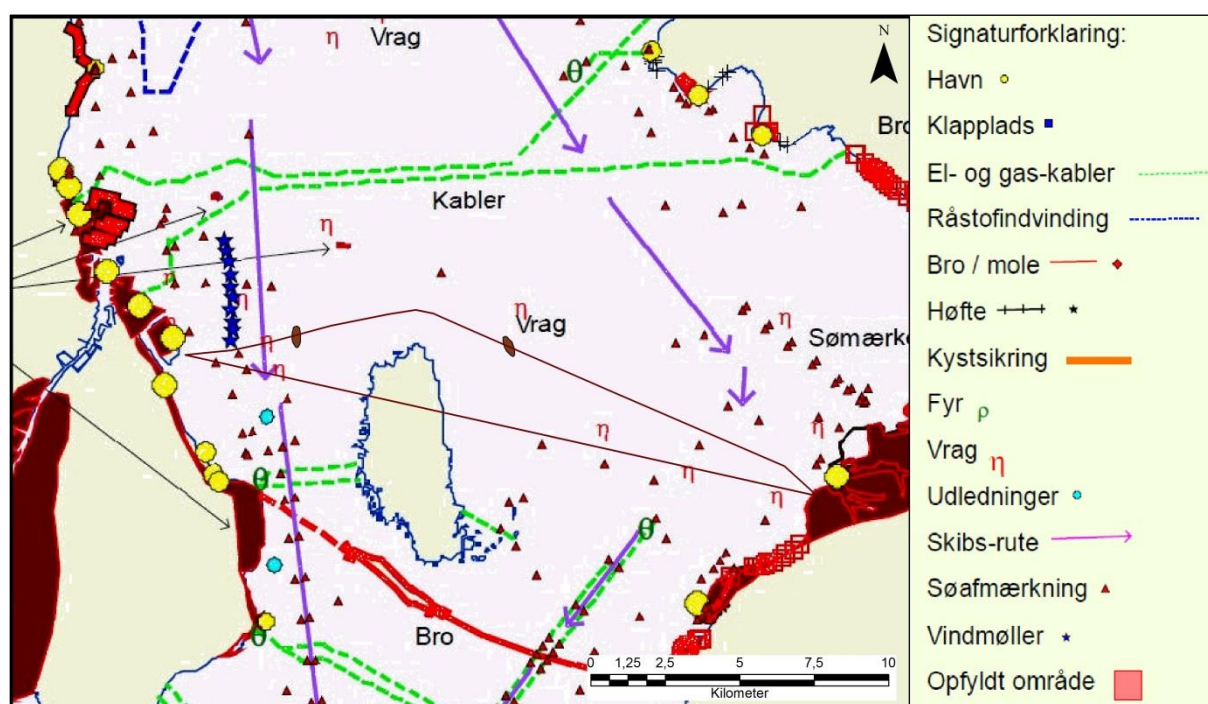 Vrag
N
Bro
Kabler
Vrag
Sømærke
Bro
0 1,25 2,5 5 7,5 10
Kilometer
Signaturforklaring:
Havn
Klapplads
El- og gas-kabler
Råstofindvinding
Bro / mole
Høfte
Kystsikring
Fyr
Vrag
Udledninger
Skibs-rute
Søafmærkning
Vindmøller
Opfyldt område